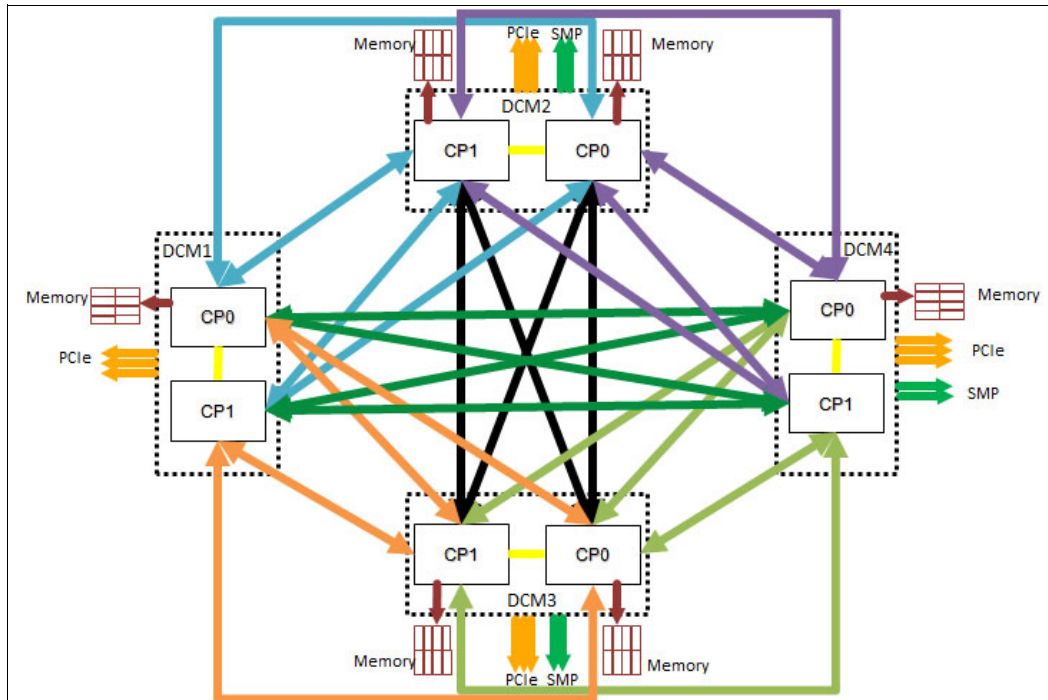 Memory
PCIe
SMP
Memory
DCM2
CP1
CP0
DCM1
DCM4
Memory
CP0
CP0
Memory
PCIe
PCIe
CP1
CP1
SMP
CP1
CP0
DCM3
Memory
PCIe
SMP
Memory